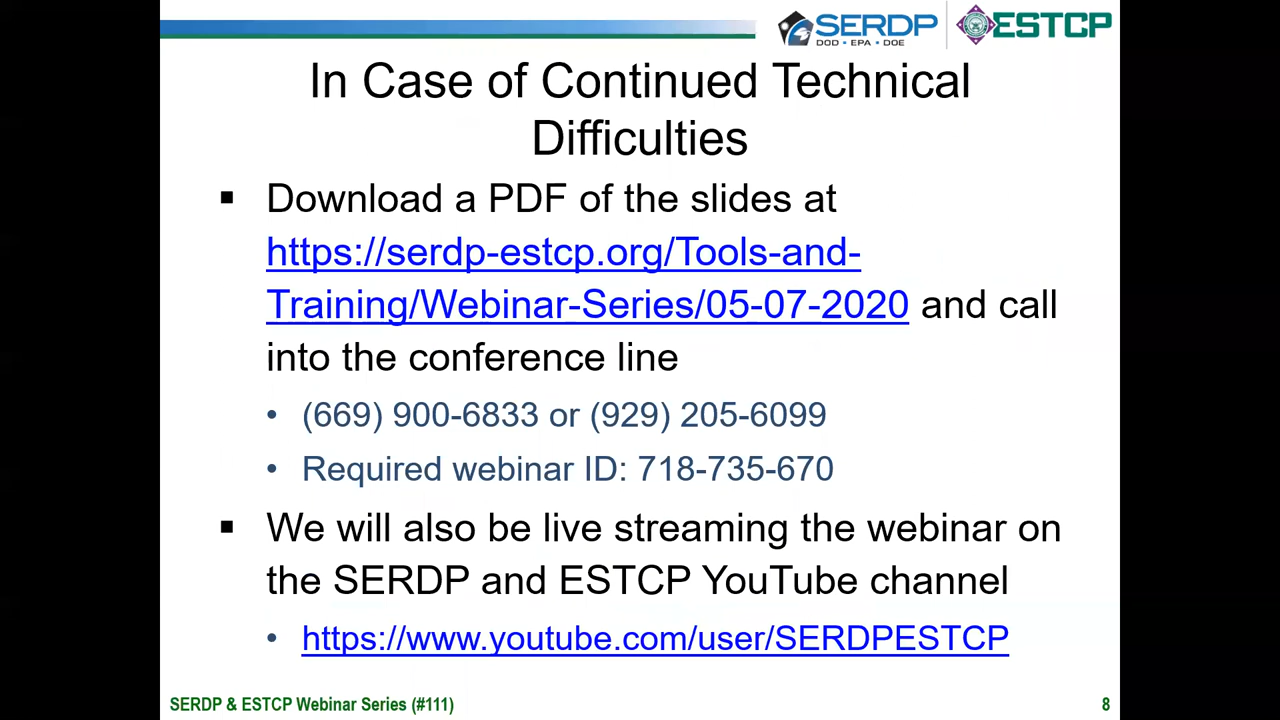 SERDP
DOD • EPA • DOE
ESTCP
In Case of Continued Technical
Difficulties
▪ Download a PDF of the slides at
https://serdp-estcp.org/Tools-and-
Training/Webinar-Series/05-07-2020 and call
into the conference line
• (669) 900-6833 or (929) 205-6099
• Required webinar ID: 718-735-670
▪ We will also be live streaming the webinar on
the SERDP and ESTCP YouTube channel
• https://www.youtube.com/user/SERDPESTCP
SERDP & ESTCP Webinar Series (#111)
8